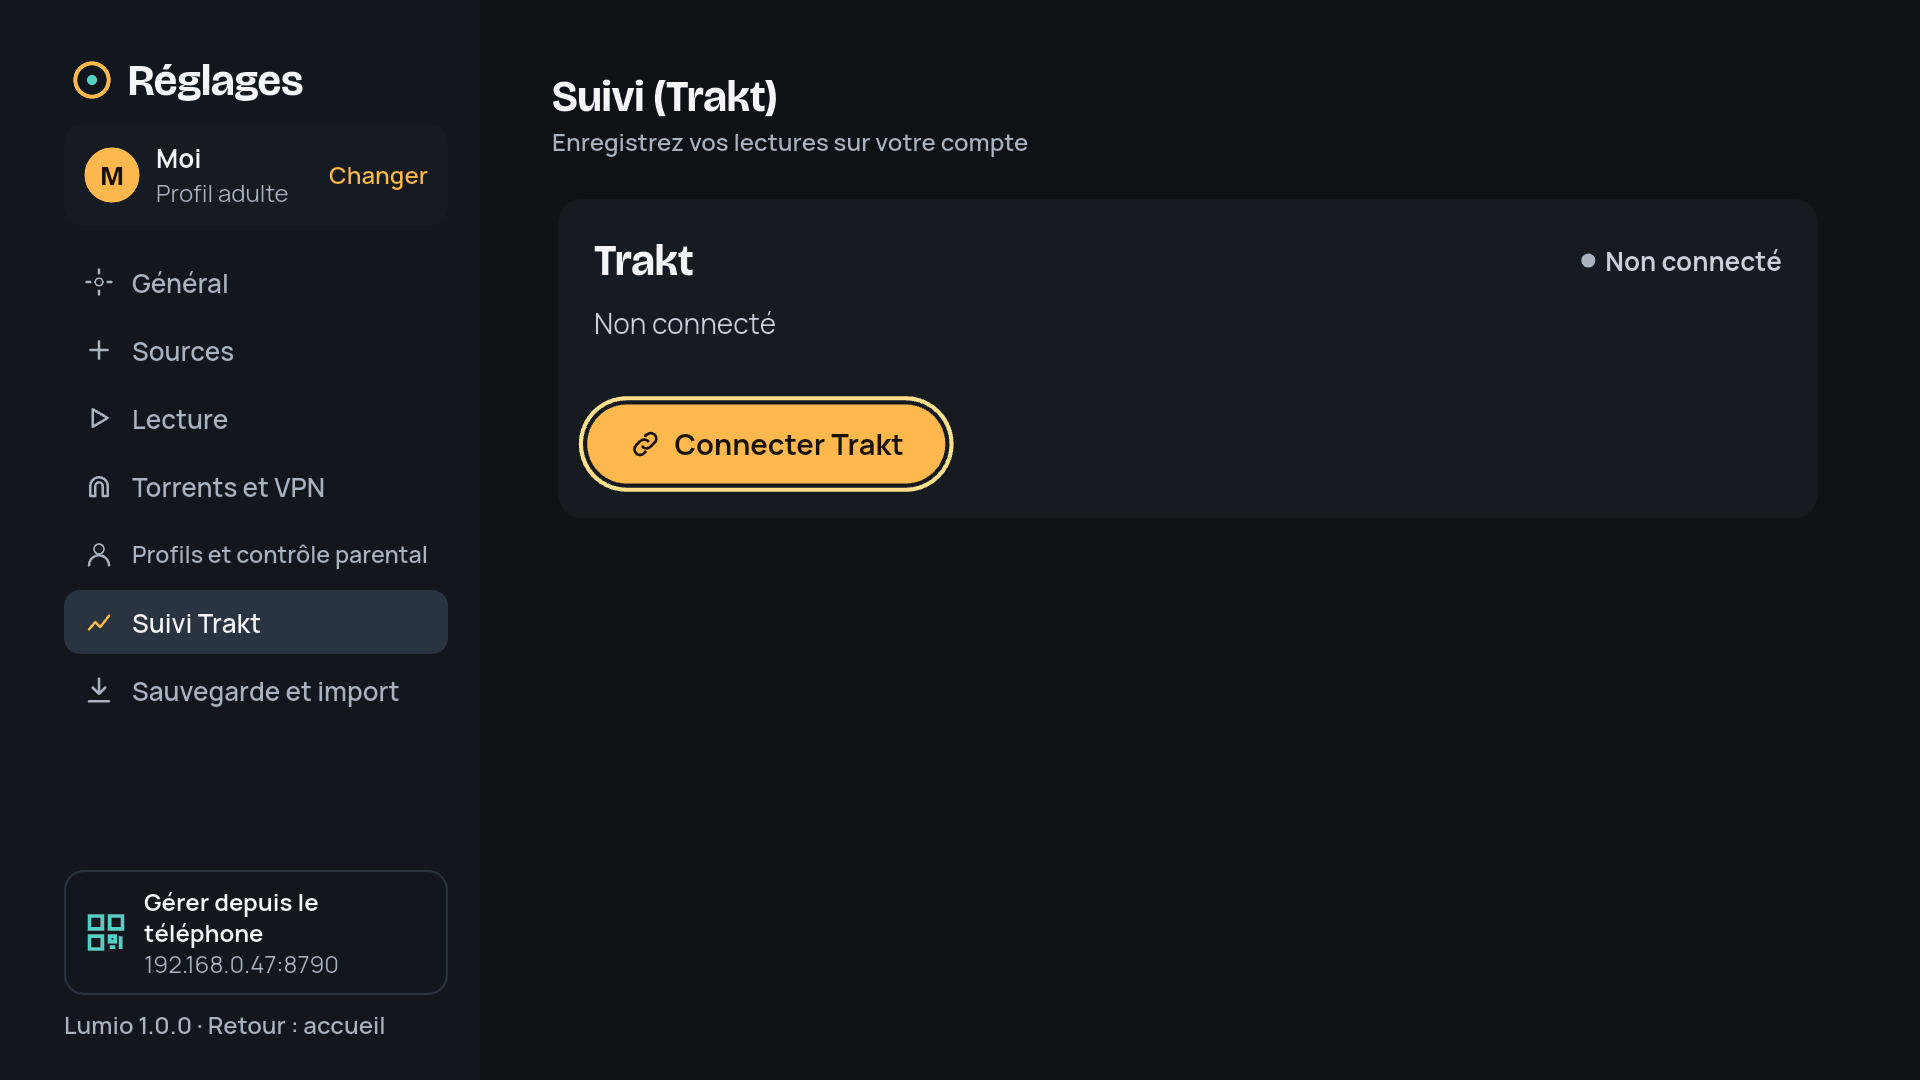 Réglages
M
Moi
Profil adulte
Changer
Général
Sources
Lecture
Torrents et VPN
Profils et contrôle parental
Suivi Trakt
Sauvegarde et import
Gérer depuis le
téléphone
192.168.0.47:8790
Lumio 1.0.0 · Retour : accueil
Suivi (Trakt)
Enregistrez vos lectures sur votre compte
Trakt
Non connecté
Non connecté
Connecter Trakt